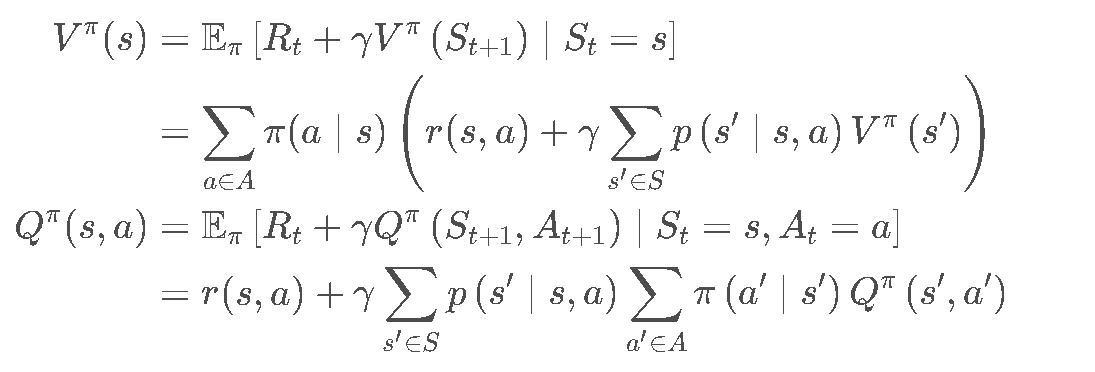 V^π(s) = 𝔼_π [R_t + γV^π (S_{t+1}) | S_t = s]
= ∑_{a∈A} π(a | s) ( r(s, a) + γ ∑_{s′∈S} p (s′ | s, a) V^π (s′) )
Q^π(s, a) = 𝔼_π [R_t + γQ^π (S_{t+1}, A_{t+1}) | S_t = s, A_t = a]
= r(s, a) + γ ∑_{s′∈S} p (s′ | s, a) ∑_{a′∈A} π (a′ | s′) Q^π (s′, a′)